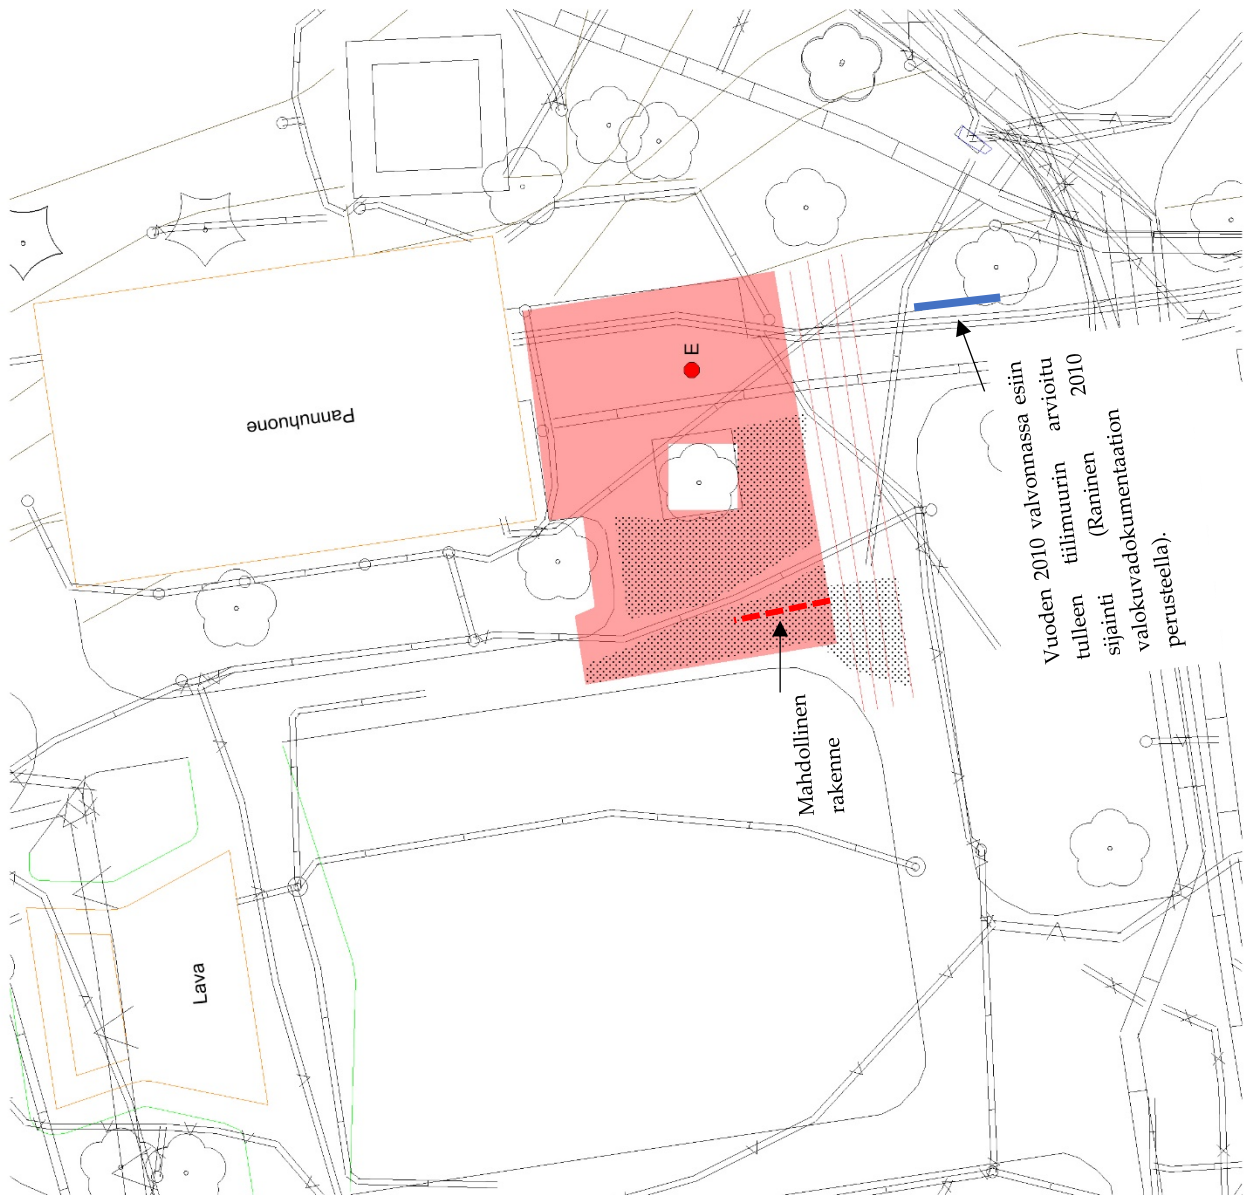 Pannuhuone
E
Vuoden 2010 valvonnassa esiin
tulleen tiilimuurin arvioitu
sijainti (Raninen 2010
valokuvadokumentaation
perusteella).
Mahdollinen
rakenne
Lava